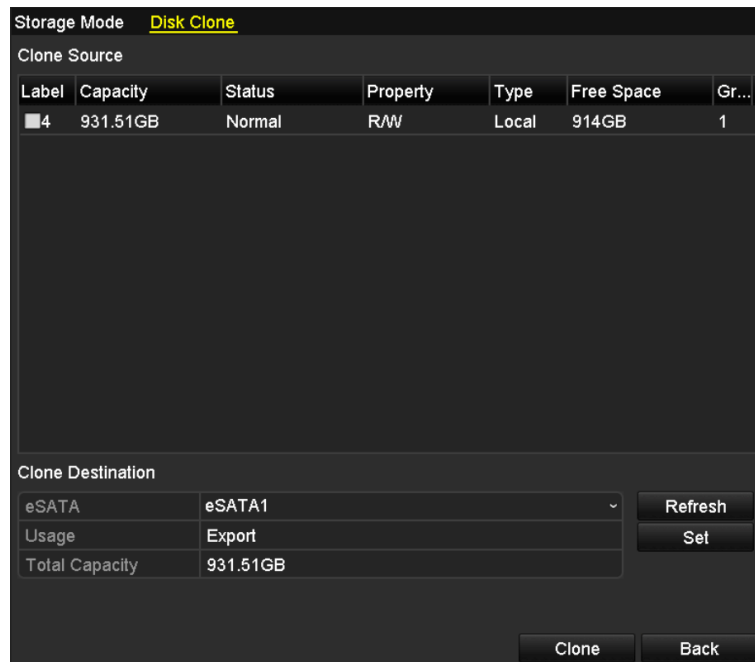 Storage Mode Disk Clone
Clone Source
Label Capacity Status Property Type Free Space Gr...
4 931.51GB Normal R/W Local 914GB 1
Clone Destination
eSATA eSATA1 Refresh
Usage Export Set
Total Capacity 931.51GB
Clone Back